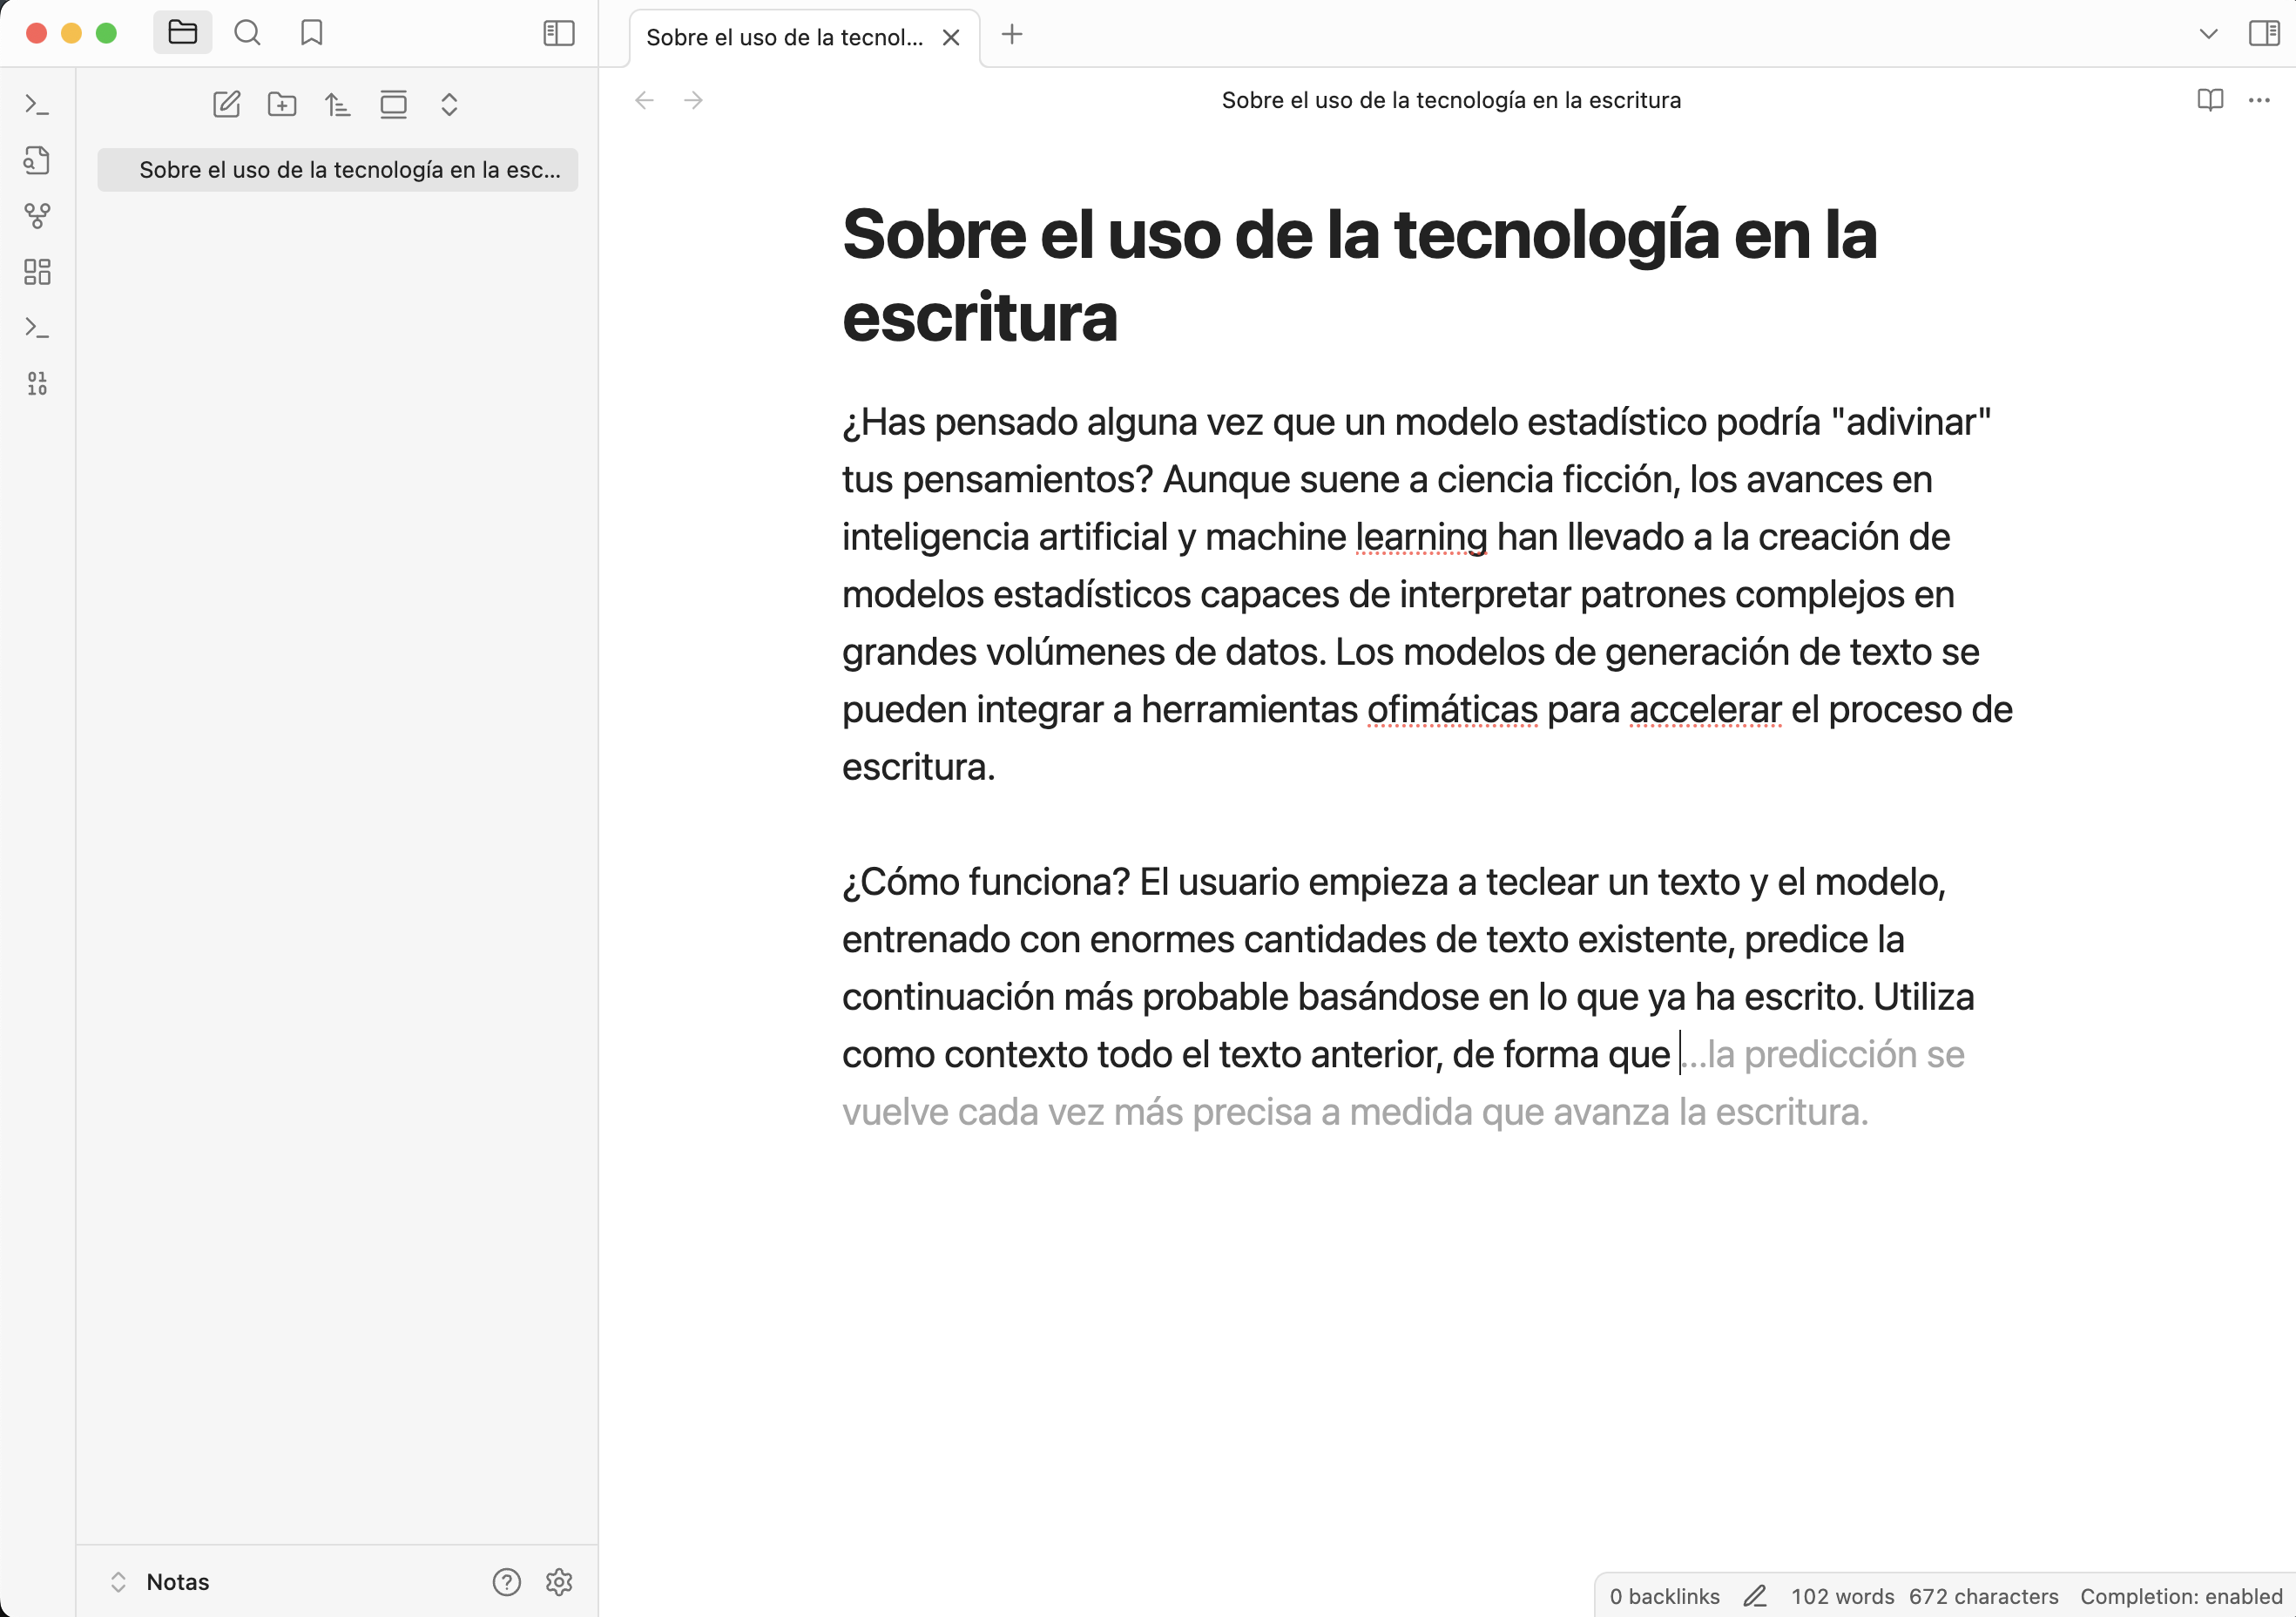 Sobre el uso de la tecnol...
Sobre el uso de la tecnología en la escritura
Sobre el uso de la tecnología en la esc...
Sobre el uso de la tecnología en la
escritura
¿Has pensado alguna vez que un modelo estadístico podría "adivinar"
tus pensamientos? Aunque suene a ciencia ficción, los avances en
inteligencia artificial y machine learning han llevado a la creación de
modelos estadísticos capaces de interpretar patrones complejos en
grandes volúmenes de datos. Los modelos de generación de texto se
pueden integrar a herramientas ofimáticas para accelerar el proceso de
escritura.
¿Cómo funciona? El usuario empieza a teclear un texto y el modelo,
entrenado con enormes cantidades de texto existente, predice la
continuación más probable basándose en lo que ya ha escrito. Utiliza
como contexto todo el texto anterior, de forma que ...la predicción se
vuelve cada vez más precisa a medida que avanza la escritura.
01
10
Notas
0 backlinks 102 words 672 characters Completion: enabled